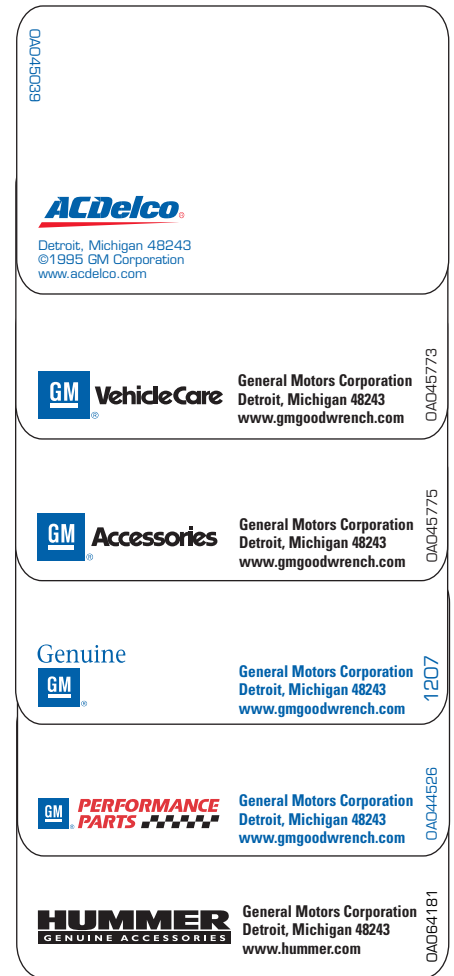 0A045039
ACDelco®
Detroit, Michigan 48243
©1995 GM Corporation
www.acdelco.com
GM® VehicleCare
General Motors Corporation
Detroit, Michigan 48243
www.gmgoodwrench.com
0A045773
GM® Accessories
General Motors Corporation
Detroit, Michigan 48243
www.gmgoodwrench.com
0A045775
Genuine
GM®
General Motors Corporation
Detroit, Michigan 48243
www.gmgoodwrench.com
1207
GM® PERFORMANCE
PARTS
General Motors Corporation
Detroit, Michigan 48243
www.gmgoodwrench.com
0A044526
HUMMER
GENUINE ACCESSORIES
General Motors Corporation
Detroit, Michigan 48243
www.hummer.com
0A064181